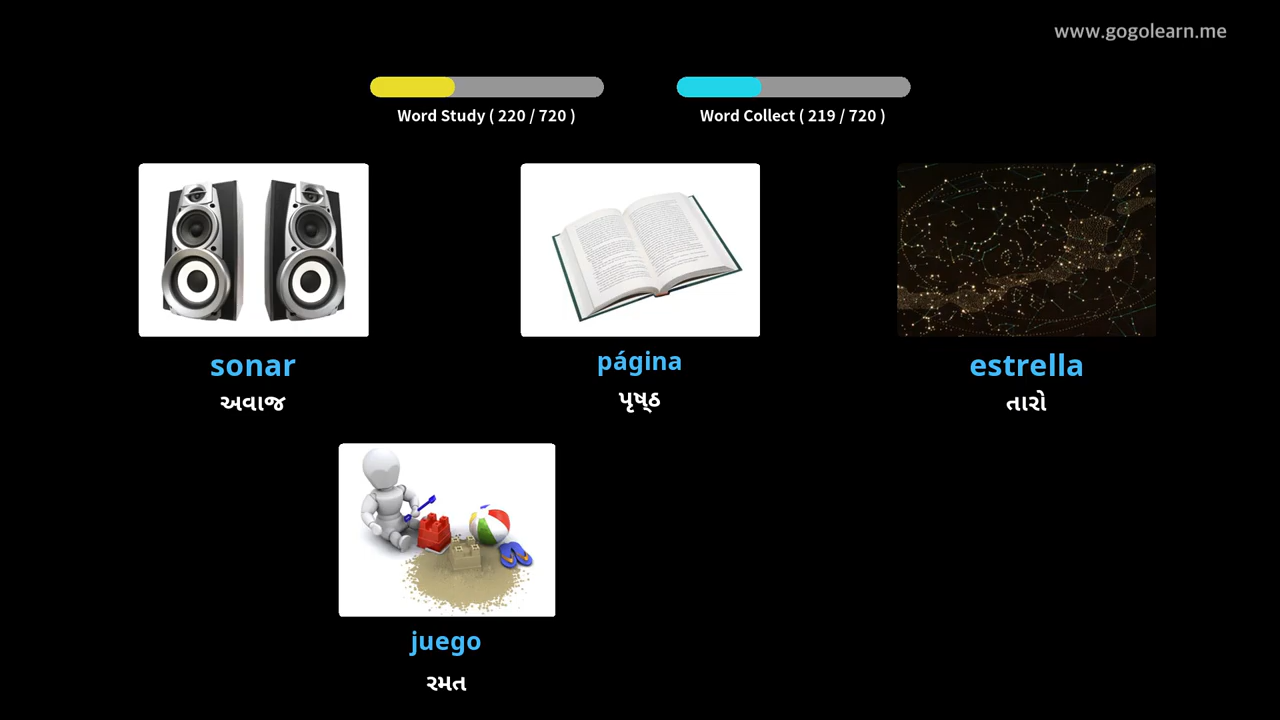 www.gogolearn.me
Word Study ( 220 / 720 )
Word Collect ( 219 / 720 )
sonar
અવાજ
página
પૃષ્ઠ
estrella
તારો
juego
રમત